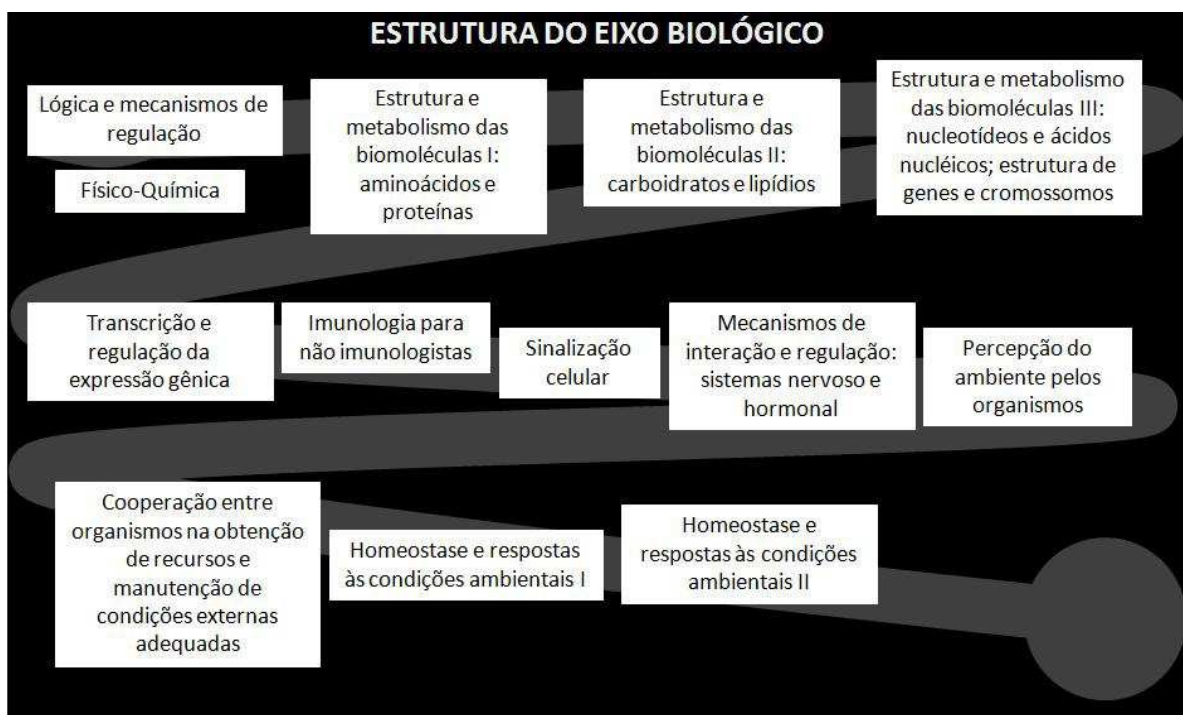 ESTRUTURA DO EIXO BIOLÓGICO
Lógica e mecanismos de
regulação
Físico-Química
Estrutura e
metabolismo das
biomoléculas I:
aminoácidos e
proteínas
Estrutura e
metabolismo das
biomoléculas II:
carboidratos e lipídios
Estrutura e metabolismo
das biomoléculas III:
nucleotídeos e ácidos
nucléicos; estrutura de
genes e cromossomos
Transcrição e
regulação da
expressão gênica
Imunologia para
não imunologistas
Sinalização
celular
Mecanismos de
interação e regulação:
sistemas nervoso e
hormonal
Percepção do
ambiente pelos
organismos
Cooperação entre
organismos na obtenção
de recursos e
manutenção de
condições externas
adequadas
Homeostase e respostas
às condições ambientais I
Homeostase e
respostas às condições
ambientais II